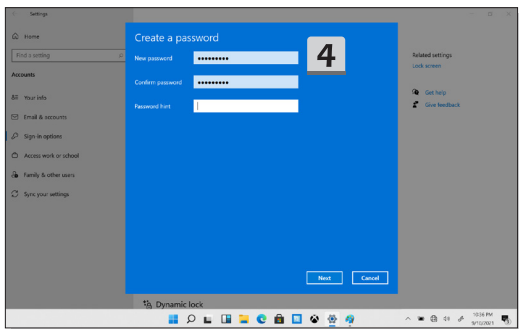 Settings
Home
Find a setting
Accounts
Your info
Email & accounts
Sign-in options
Access work or school
Family & other users
Sync your settings
Create a password
4
New password
•••••••••
Confirm password
•••••••••
Password hint
Next
Cancel
Related settings
Lock screen
Get help
Give feedback
Dynamic lock
10:36 PM